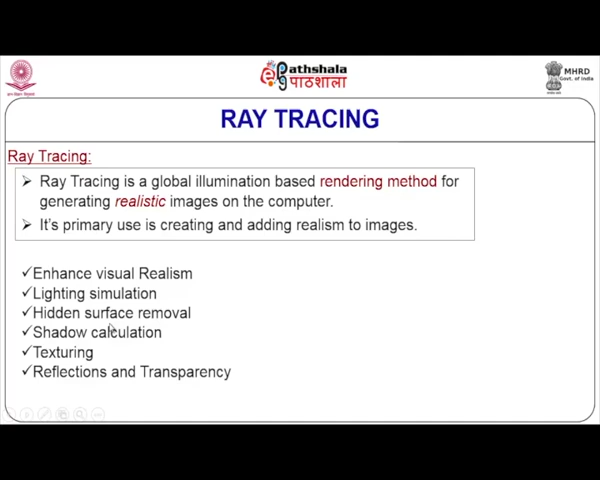 Pathshala
पाठशाला
MHRD
Govt. of India
RAY TRACING
Ray Tracing:
➢ Ray Tracing is a global illumination based rendering method for
generating realistic images on the computer.
➢ It's primary use is creating and adding realism to images.
✓Enhance visual Realism
✓Lighting simulation
✓Hidden surface removal
✓Shadow calculation
✓Texturing
✓Reflections and Transparency